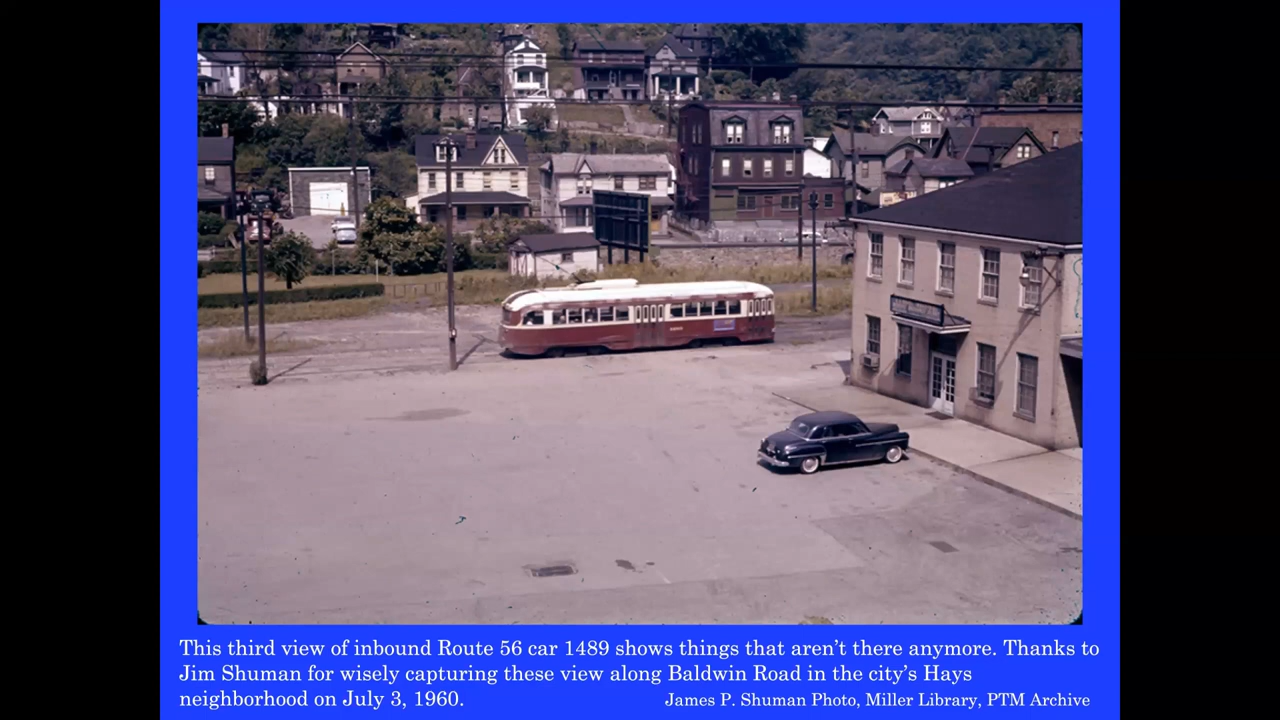 This third view of inbound Route 56 car 1489 shows things that aren’t there anymore. Thanks to
Jim Shuman for wisely capturing these view along Baldwin Road in the city’s Hays
neighborhood on July 3, 1960.
James P. Shuman Photo, Miller Library, PTM Archive